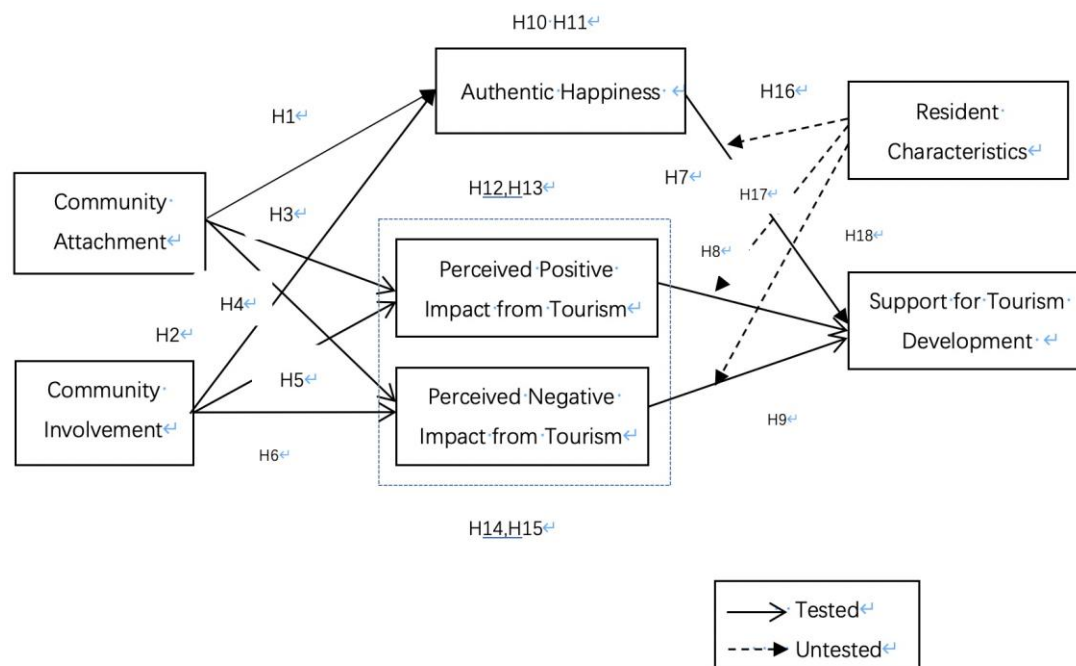 H10 H11
Authentic Happiness
H16
Resident
Characteristics
H1
Community
Attachment
H3
H12,H13
H7
H17
H18
H8
Perceived Positive
Impact from Tourism
Support for Tourism
Development
H4
H2
Community
Involvement
H5
Perceived Negative
Impact from Tourism
H6
H9
H14,H15
Tested
Untested